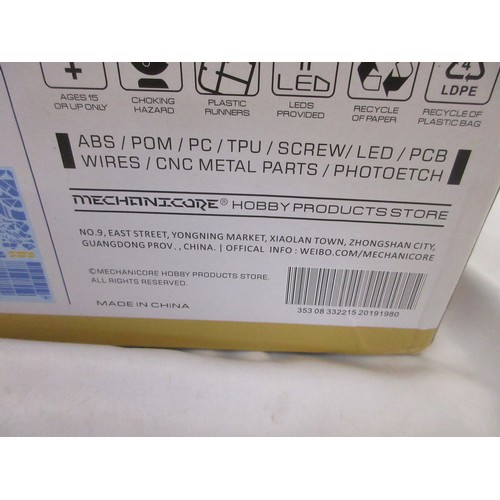 +
4
LED
LDPE
AGES 15 OR UP ONLY
CHOKING HAZARD
PLASTIC RUNNERS
LEDS PROVIDED
RECYCLE OF PAPER
RECYCLE OF PLASTIC BAG
ABS / POM / PC / TPU / SCREW/ LED / PCB
WIRES / CNC METAL PARTS / PHOTOETCH
MECHANICORE® HOBBY PRODUCTS STORE
NO.9, EAST STREET, YONGNING MARKET, XIAOLAN TOWN, ZHONGSHAN CITY,
GUANGDONG PROV. , CHINA. | OFFICAL INFO : WEIBO.COM/MECHANICORE
©MECHANICORE HOBBY PRODUCTS STORE.
ALL RIGHTS RESERVED.
MADE IN CHINA
353 08 332215 20191980